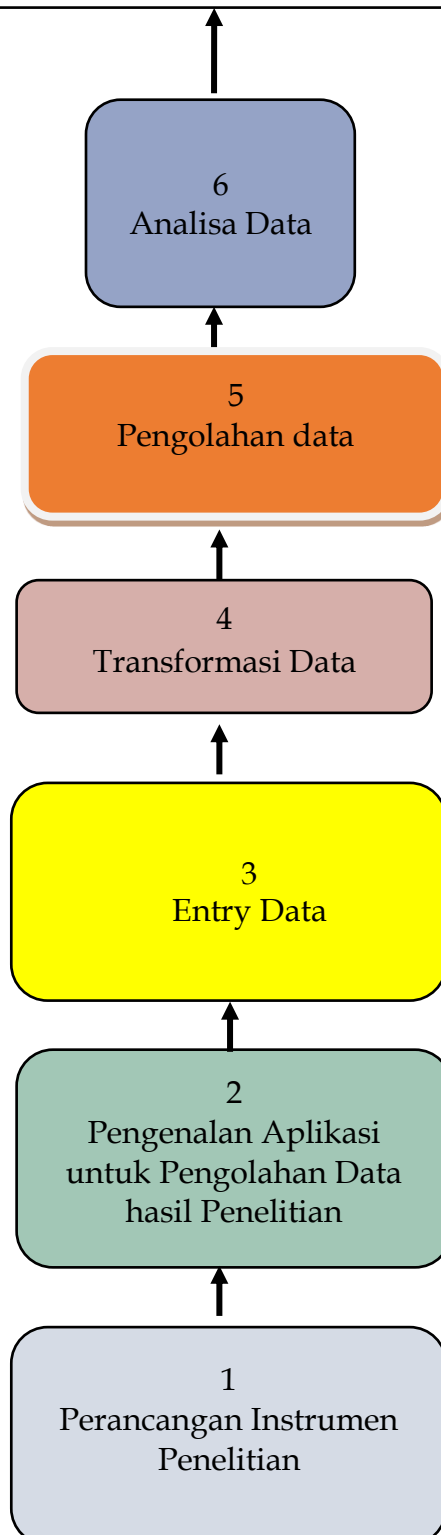 6
Analisa Data
5
Pengolahan data
4
Transformasi Data
3
Entry Data
2
Pengenalan Aplikasi
untuk Pengolahan Data
hasil Penelitian
1
Perancangan Instrumen
Penelitian